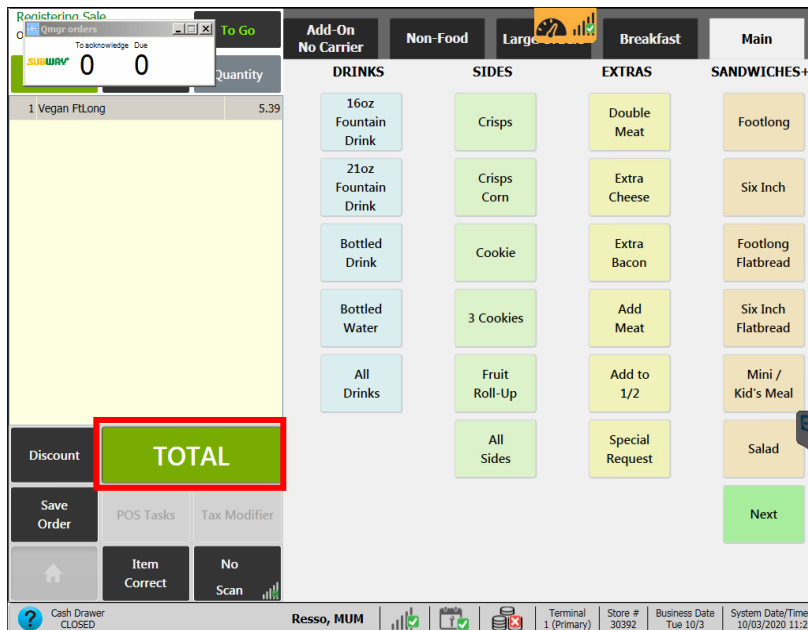 Registering Sale
Qmgr orders
To acknowledge Due
SUBWAY
0 0
To Go
Quantity
1 Vegan FtLong 5.39
Discount
TOTAL
Save
Order
POS Tasks
Tax Modifier
Item
Correct
No
Scan
Add-On
No Carrier
Non-Food
Breakfast
Main
DRINKS
SIDES
EXTRAS
SANDWICHES+
16oz
Fountain
Drink
Crisps
Double
Meat
Footlong
21oz
Fountain
Drink
Crisps
Corn
Extra
Cheese
Six Inch
Bottled
Drink
Cookie
Extra
Bacon
Footlong
Flatbread
Bottled
Water
3 Cookies
Add
Meat
Six Inch
Flatbread
All
Drinks
Fruit
Roll-Up
Add to
1/2
Mini /
Kid's Meal
All
Sides
Special
Request
Salad
Next
? Cash Drawer
CLOSED
Resso, MUM
Terminal
1 (Primary)
Store #
30392
Business Date
Tue 10/3
System Date/Time
10/03/2020 11:2